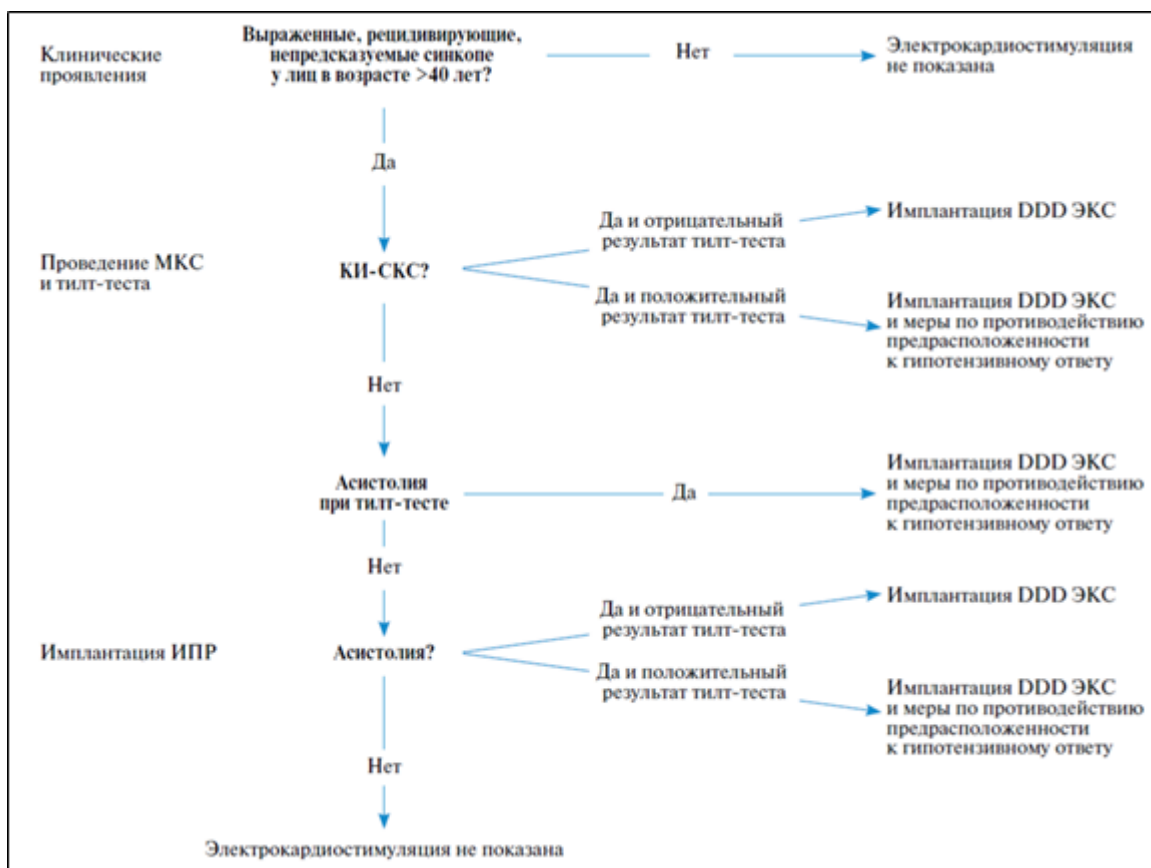 Клинические
проявления
Выраженные, рецидивирующие,
непредсказуемые синкопе
у лиц в возрасте >40 лет?
Нет
Электрокардиостимуляция
не показана
Да
Проведение МКС
и тилт-теста
КИ-СКС?
Да и отрицательный
результат тилт-теста
Имплантация DDD ЭКС
Да и положительный
результат тилт-теста
Имплантация DDD ЭКС
и меры по противодействию
предрасположенности
к гипотензивному ответу
Нет
Асистолия
при тилт-тесте
Да
Имплантация DDD ЭКС
и меры по противодействию
предрасположенности
к гипотензивному ответу
Нет
Имплантация ИПР
Асистолия?
Да и отрицательный
результат тилт-теста
Имплантация DDD ЭКС
Да и положительный
результат тилт-теста
Имплантация DDD ЭКС
и меры по противодействию
предрасположенности
к гипотензивному ответу
Нет
Электрокардиостимуляция не показана